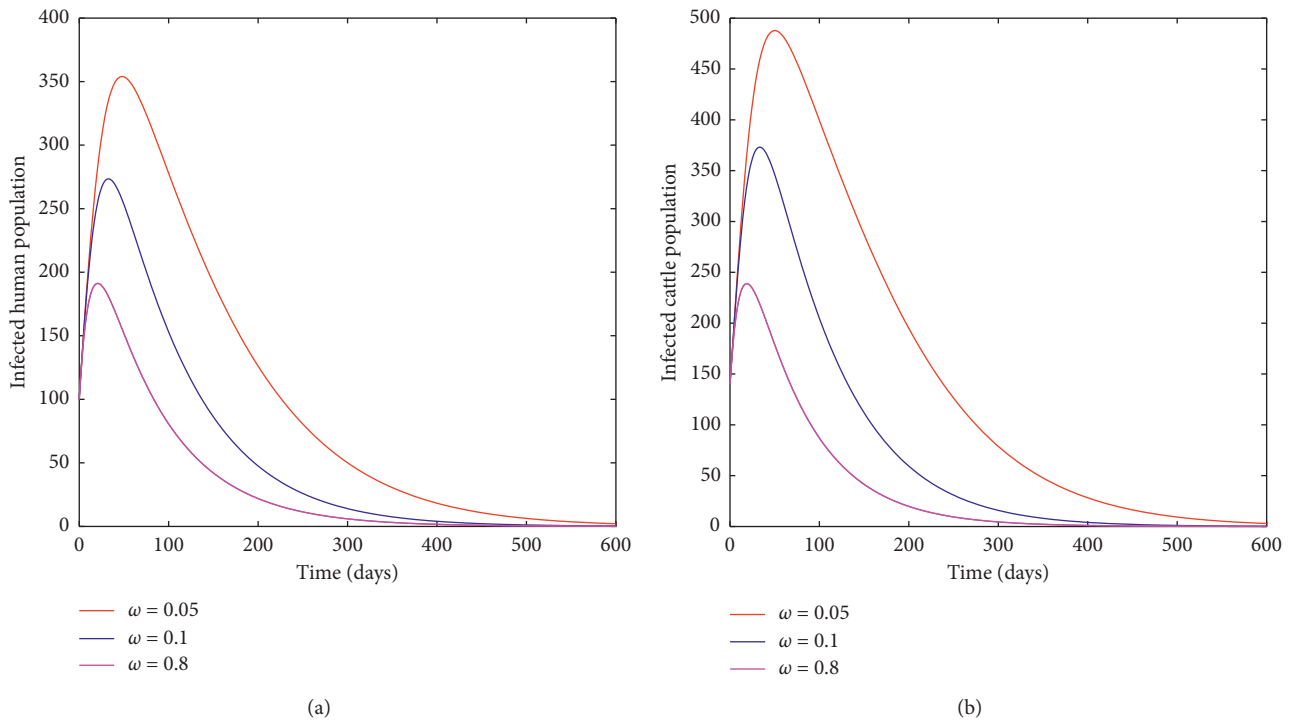 400
350
300
250
200
150
100
50
0
Infected human population
0 100 200 300 400 500 600
Time (days)
ω = 0.05
ω = 0.1
ω = 0.8
(a)
500
450
400
350
300
250
200
150
100
50
0
Infected cattle population
0 100 200 300 400 500 600
Time (days)
ω = 0.05
ω = 0.1
ω = 0.8
(b)